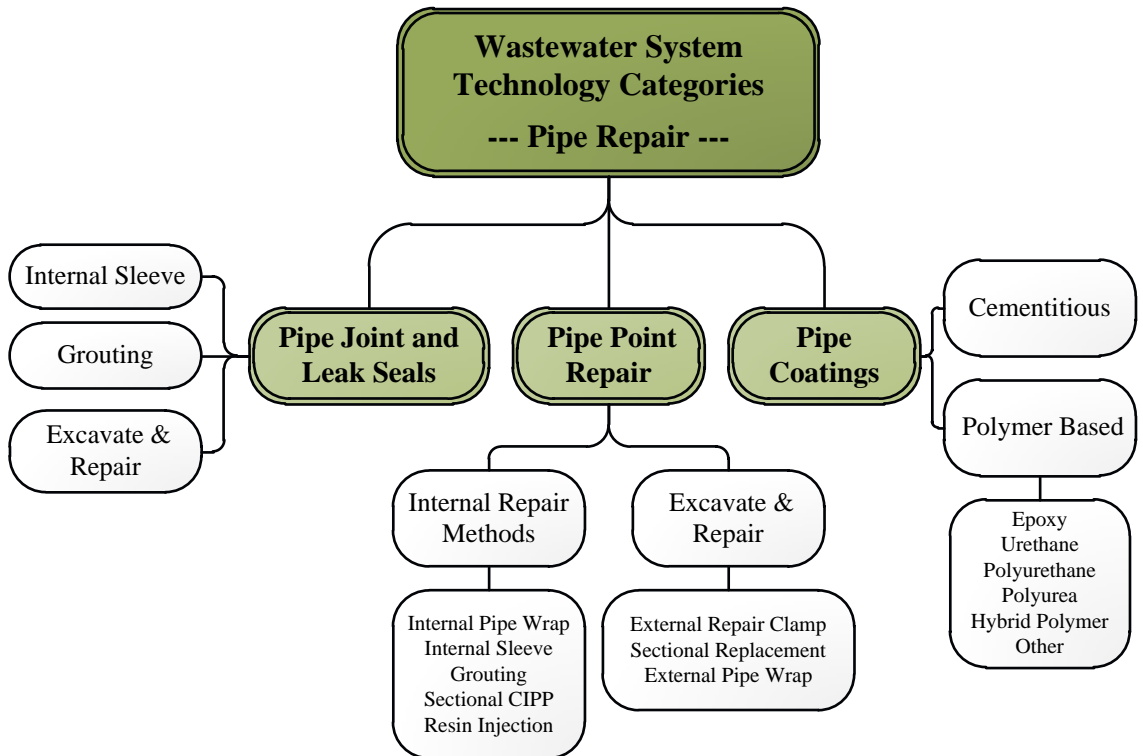 Wastewater System
Technology Categories
--- Pipe Repair ---
Internal Sleeve
Grouting
Excavate &
Repair
Pipe Joint and
Leak Seals
Pipe Point
Repair
Pipe
Coatings
Cementitious
Polymer Based
Internal Repair
Methods
Excavate &
Repair
Epoxy
Urethane
Polyurethane
Polyurea
Hybrid Polymer
Other
Internal Pipe Wrap
Internal Sleeve
Grouting
Sectional CIPP
Resin Injection
External Repair Clamp
Sectional Replacement
External Pipe Wrap